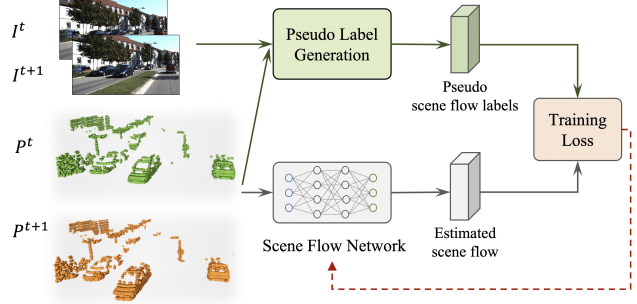 I^t
I^{t+1}
P^t
P^{t+1}
Pseudo Label
Generation
Pseudo
scene flow labels
Training
Loss
Scene Flow Network
Estimated
scene flow